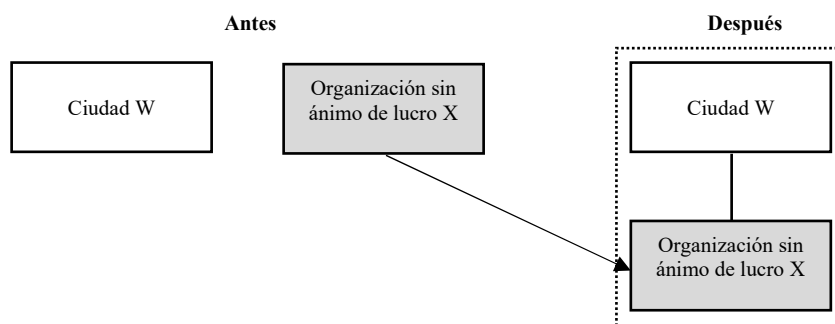 Antes
Después
Ciudad W
Organización sin
ánimo de lucro X
Ciudad W
Organización sin
ánimo de lucro X